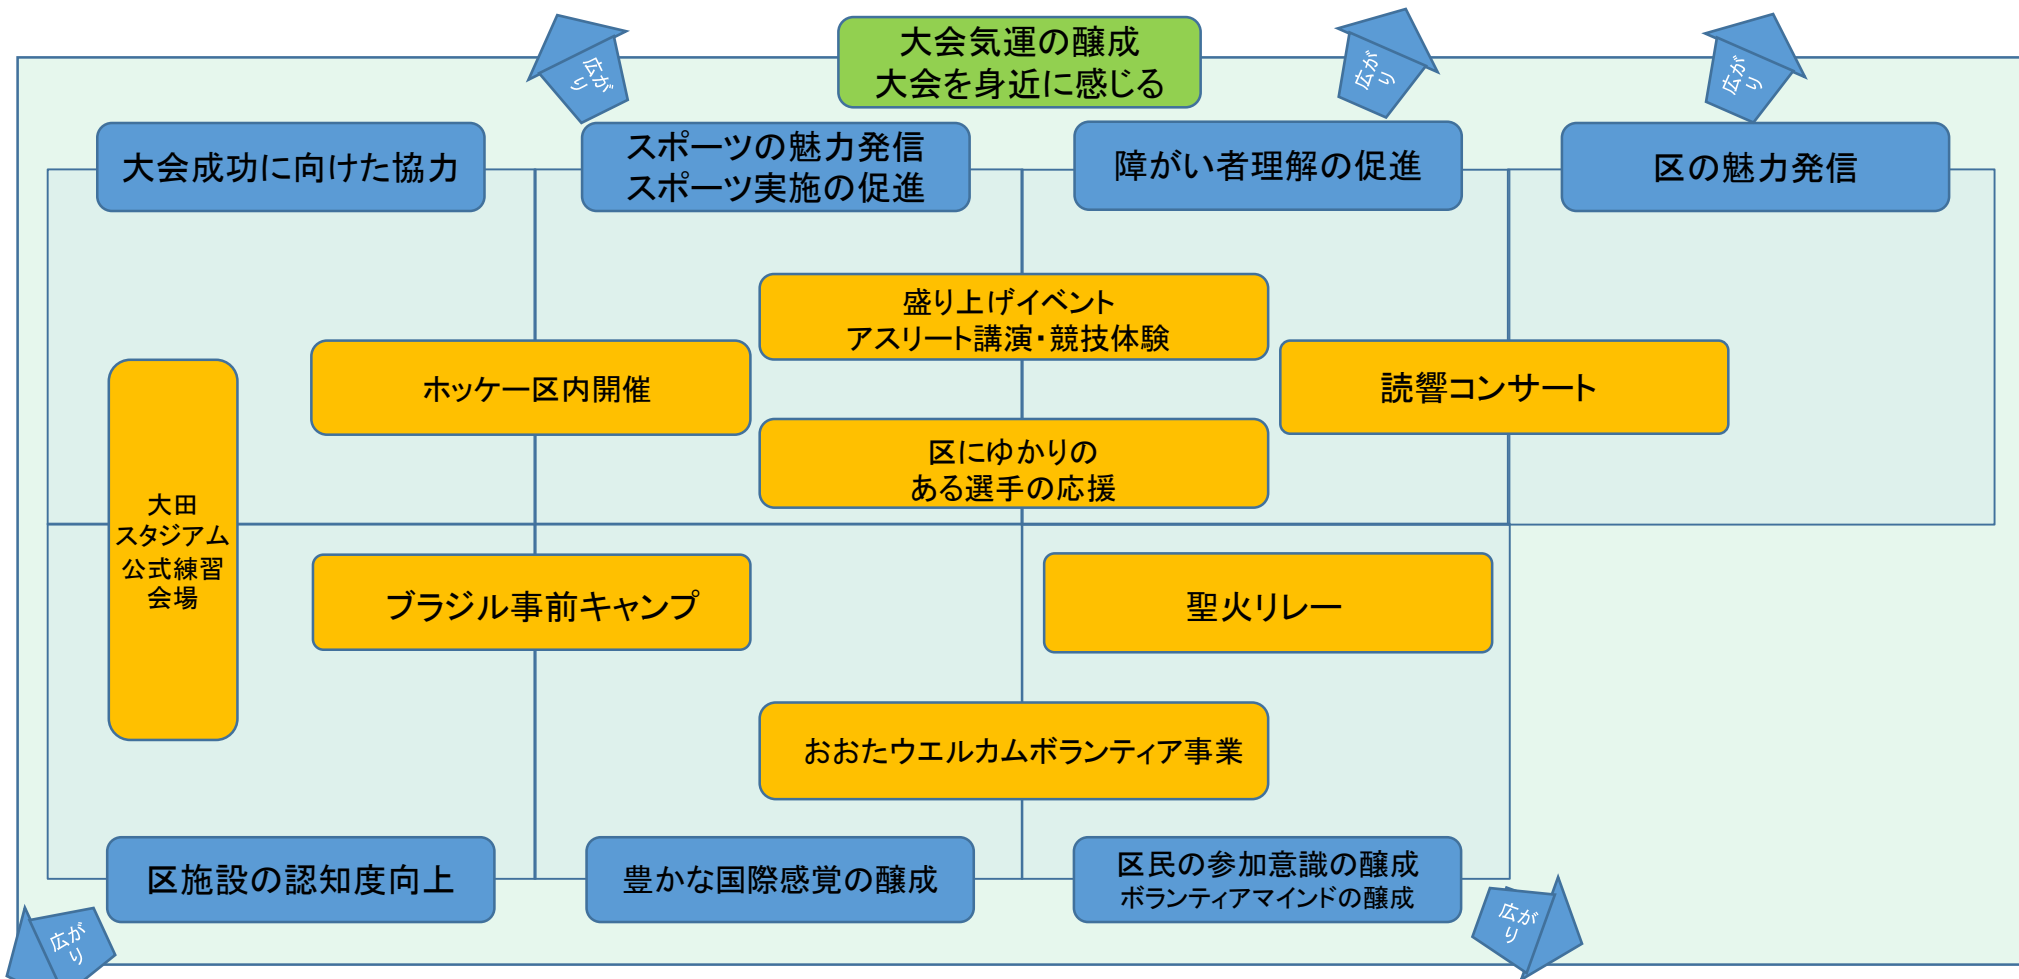 大会気運の醸成
大会を身近に感じる
広が
り
広が
り
広が
り
大会成功に向けた協力
スポーツの魅力発信
スポーツ実施の促進
障がい者理解の促進
区の魅力発信
盛り上げイベント
アスリート講演・競技体験
ホッケー区内開催
読響コンサート
区にゆかりの
ある選手の応援
大田
スタジアム
公式練習
会場
ブラジル事前キャンプ
聖火リレー
おおたウエルカムボランティア事業
区施設の認知度向上
豊かな国際感覚の醸成
区民の参加意識の醸成
ボランティアマインドの醸成
広が
り
広が
り